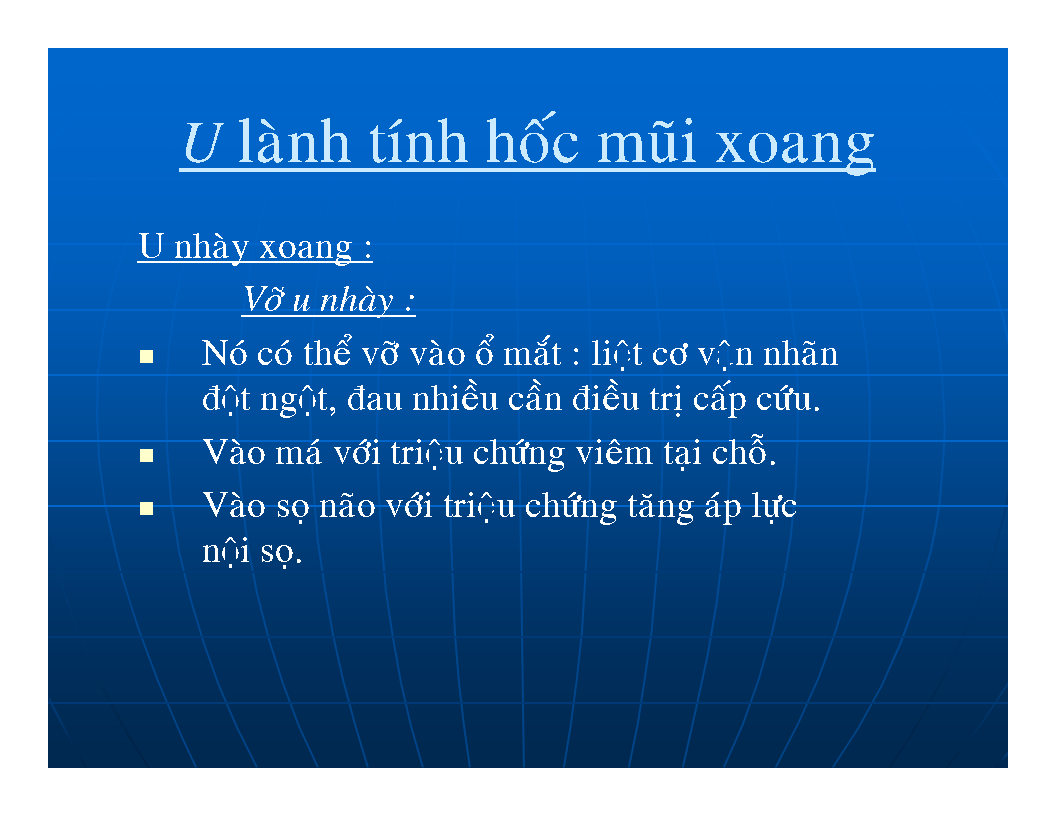 U lành tính hốc mũi xoang
U nhày xoang :
Vỡ u nhày :
Nó có thể vỡ vào ổ mắt : liệt cơ vận nhãn
đột ngột, đau nhiều cần điều trị cấp cứu.
Vào má với triệu chứng viêm tại chỗ.
Vào sọ não với triệu chứng tăng áp lực
nội sọ.